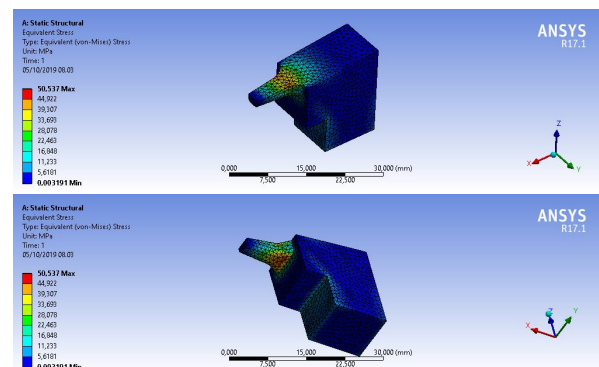 A: Static Structural
Equivalent Stress
Type: Equivalent (von-Mises) Stress
Unit: MPa
Time: 1
05/10/2019 08.03
50,537 Max
44,922
39,307
33,693
28,078
22,463
16,848
11,233
5,6181
0,003191 Min
ANSYS
R17.1
Z
X
Y
0,000
15,000
30,000 (mm)
7,500
22,500
A: Static Structural
Equivalent Stress
Type: Equivalent (von-Mises) Stress
Unit: MPa
Time: 1
05/10/2019 08.03
50,537 Max
44,922
39,307
33,693
28,078
22,463
16,848
11,233
5,6181
0,003191 Min
ANSYS
R17.1
Z
Y
X
0,000
15,000
30,000 (mm)
7,500
22,500